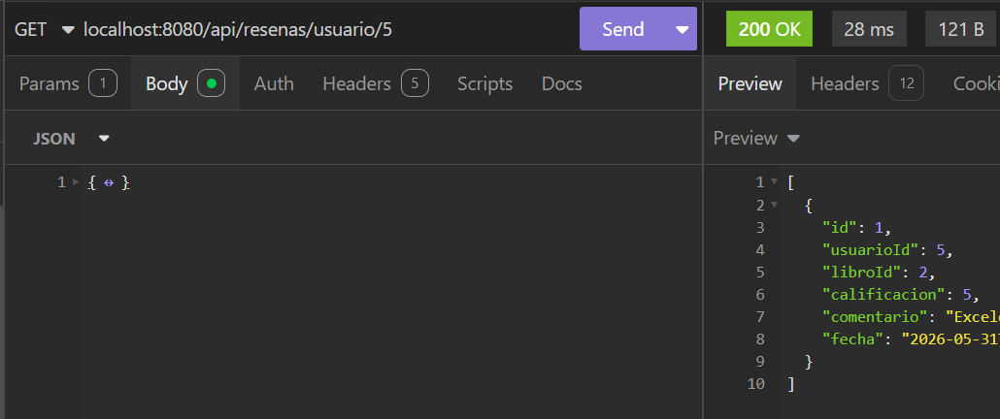 GET localhost:8080/api/resenas/usuario/5 Send 200 OK 28 ms 121 B
Params 1 Body Auth Headers 5 Scripts Docs Preview Headers 12
JSON Preview
1 { ↔ } 1 [
2 {
3 "id": 1,
4 "usuarioId": 5,
5 "libroId": 2,
6 "calificacion": 5,
7 "comentario":
8 "fecha": "2026-05-31
9 }
10 ]